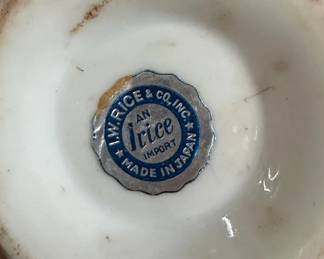 I.W. RICE & CO., INC.
AN
Irice
IMPORT
★ MADE IN JAPAN ★